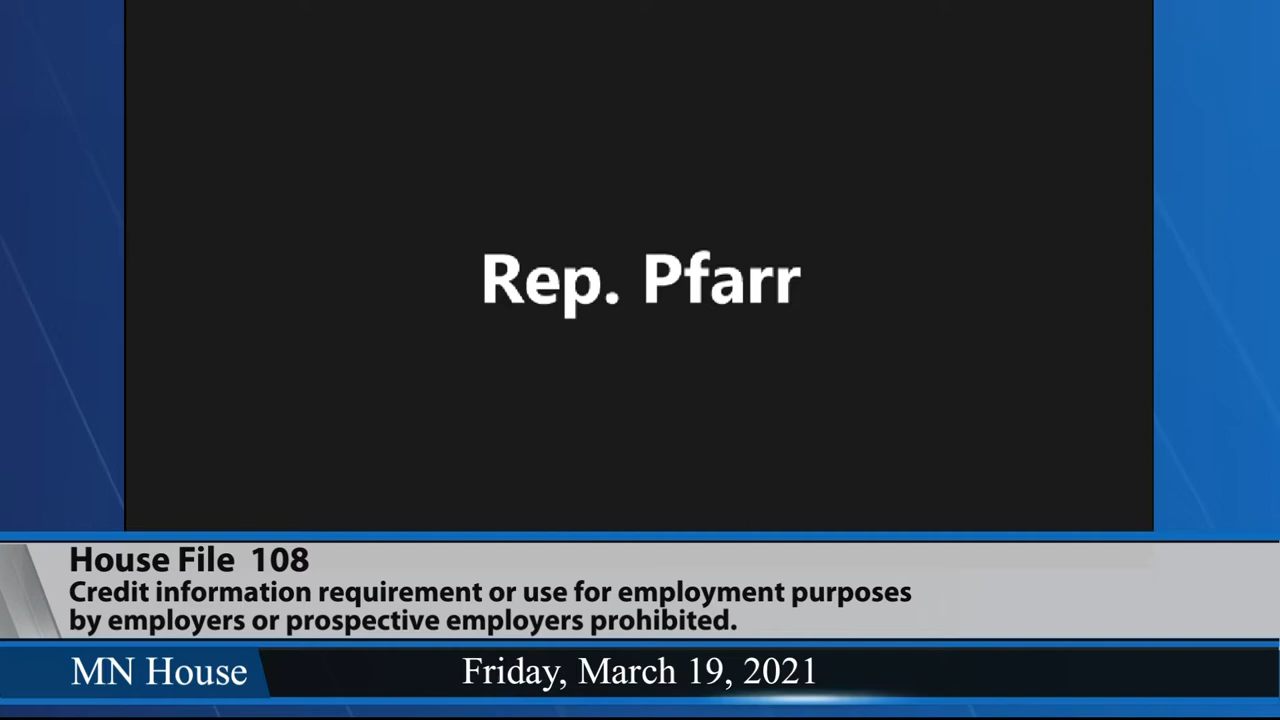 Rep. Pfarr
House File 108
Credit information requirement or use for employment purposes
by employers or prospective employers prohibited.
MN House
Friday, March 19, 2021